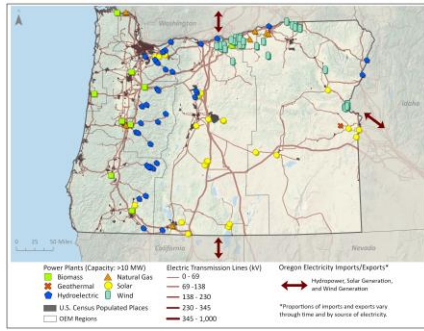 Washington
Idaho
California
Nevada
0 25 50 Miles
Power Plants (Capacity: >10 MW)
Biomass
Natural Gas
Geothermal
Solar
Hydroelectric
Wind
U.S. Census Populated Places
OEM Regions
Electric Transmission Lines (kV)
0 - 69
69 - 138
138 - 230
230 - 345
345 - 1,000
Oregon Electricity Imports/Exports*
Hydropower, Solar Generation,
and Wind Generation
*Proportions of imports and exports vary
through time and by source of electricity.